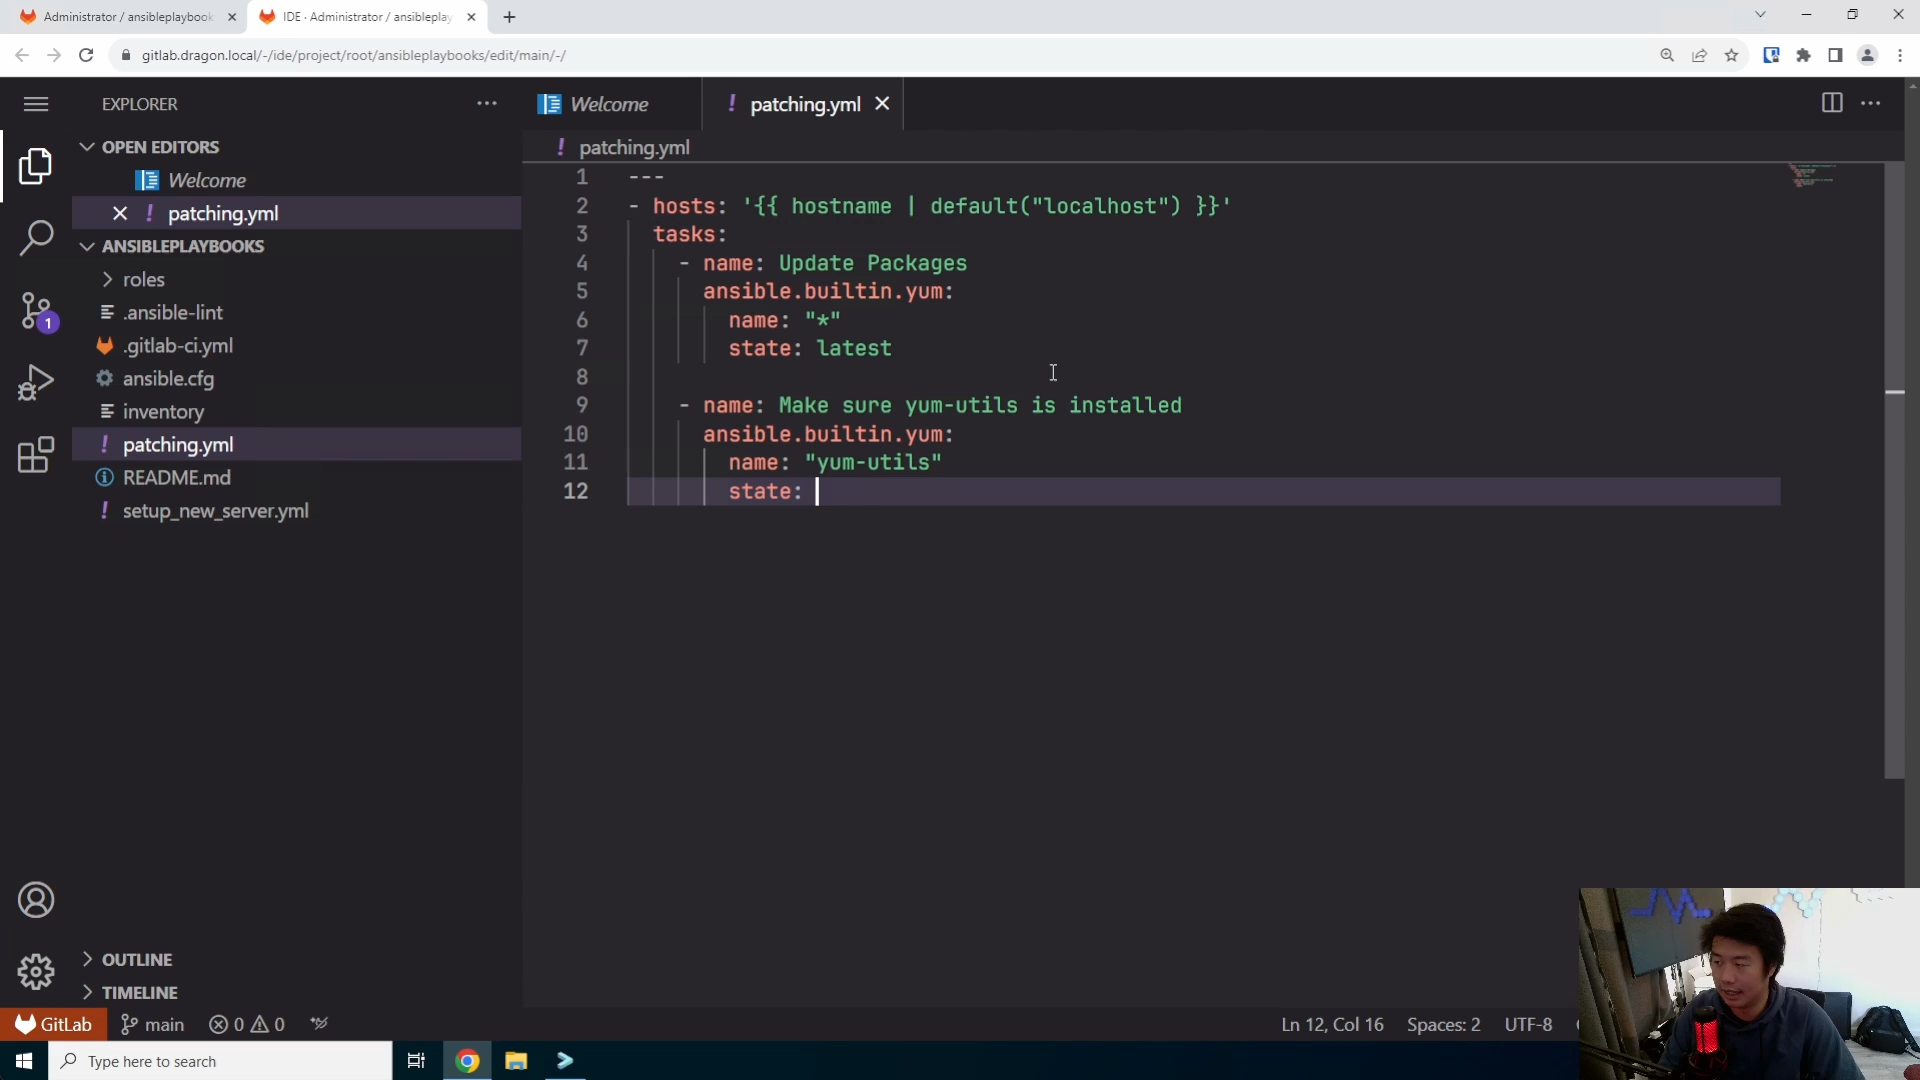 Administrator / ansibleplaybook
IDE · Administrator / ansibleplay
gitlab.dragon.local/-/ide/project/root/ansibleplaybooks/edit/main/-/
EXPLORER
OPEN EDITORS
Welcome
patching.yml
ANSIBLEPLAYBOOKS
roles
.ansible-lint
.gitlab-ci.yml
ansible.cfg
inventory
patching.yml
README.md
setup_new_server.yml
OUTLINE
TIMELINE
1
Welcome
patching.yml
patching.yml
1 ---
2 - hosts: '{{ hostname | default("localhost") }}'
3 tasks:
4 - name: Update Packages
5 ansible.builtin.yum:
6 name: "*"
7 state: latest
8
9 - name: Make sure yum-utils is installed
10 ansible.builtin.yum:
11 name: "yum-utils"
12 state:
GitLab main 0 0
Ln 12, Col 16 Spaces: 2 UTF-8
Type here to search